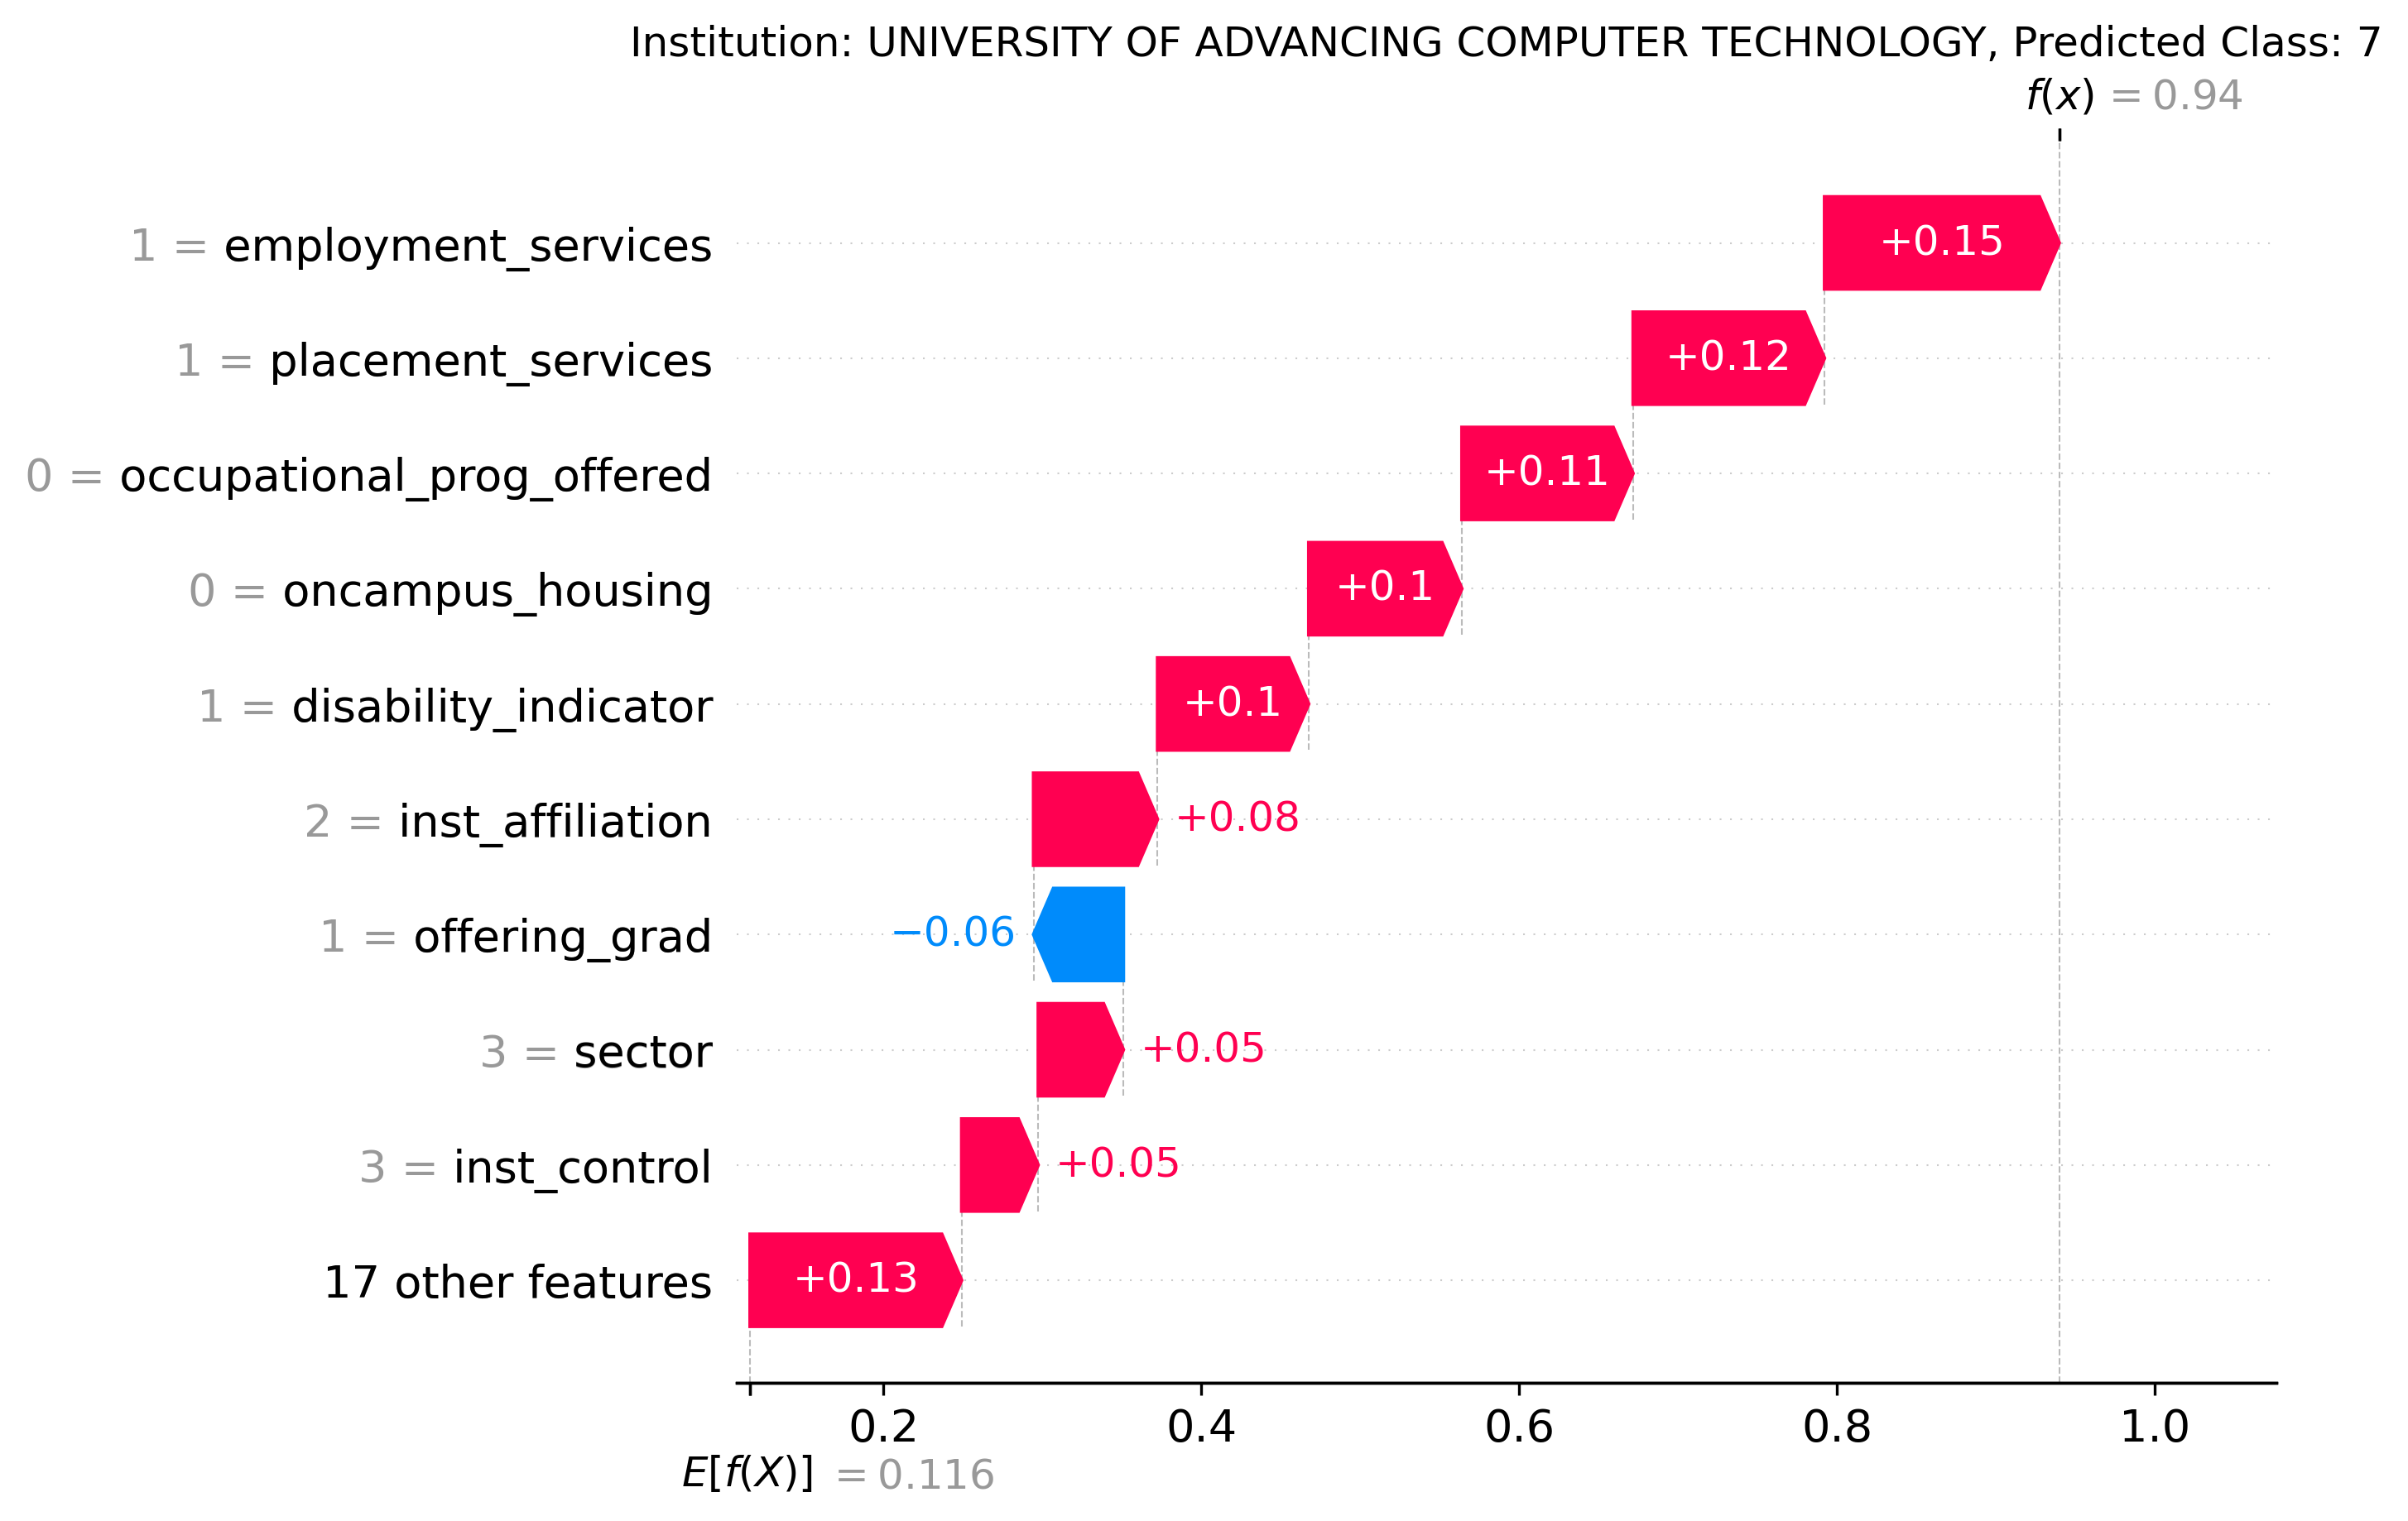 Institution: UNIVERSITY OF ADVANCING COMPUTER TECHNOLOGY, Predicted Class: 7
f(x) = 0.94
1 = employment_services +0.15
1 = placement_services +0.12
0 = occupational_prog_offered +0.11
0 = oncampus_housing +0.1
1 = disability_indicator +0.1
2 = inst_affiliation +0.08
1 = offering_grad −0.06
3 = sector +0.05
3 = inst_control +0.05
17 other features +0.13
0.2 0.4 0.6 0.8 1.0
E[f(X)] = 0.116